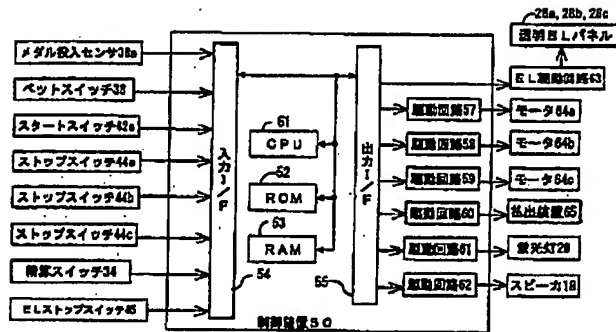 28a, 28b, 28c
透明ELパネル
EL駆動回路63
メダル投入センサ38a
ベットスイッチ38
スタートスイッチ42a
ストップスイッチ44a
ストップスイッチ44b
ストップスイッチ44c
精算スイッチ34
ELストップスイッチ45
入力I/F
54
CPU
52
ROM
53
RAM
出力I/F
55
駆動回路57
駆動回路58
駆動回路59
駆動回路60
駆動回路61
駆動回路62
モータ64a
モータ64b
モータ64c
払出装置65
蛍光灯29
スピーカ18
制御装置50